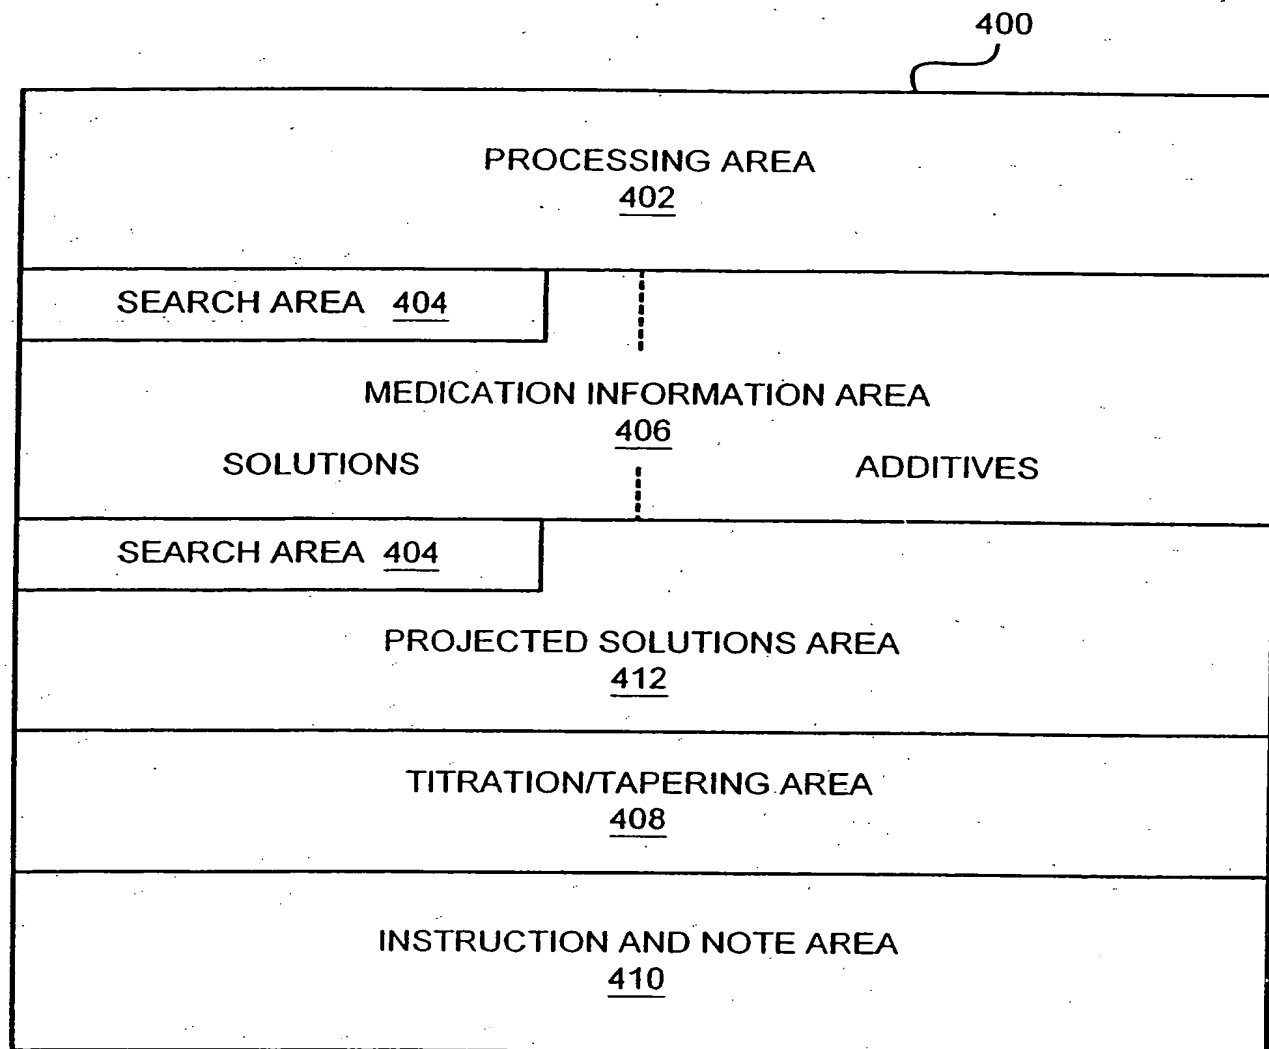 400
PROCESSING AREA
402
SEARCH AREA 404
MEDICATION INFORMATION AREA
406
SOLUTIONS ADDITIVES
SEARCH AREA 404
PROJECTED SOLUTIONS AREA
412
TITRATION/TAPERING AREA
408
INSTRUCTION AND NOTE AREA
410